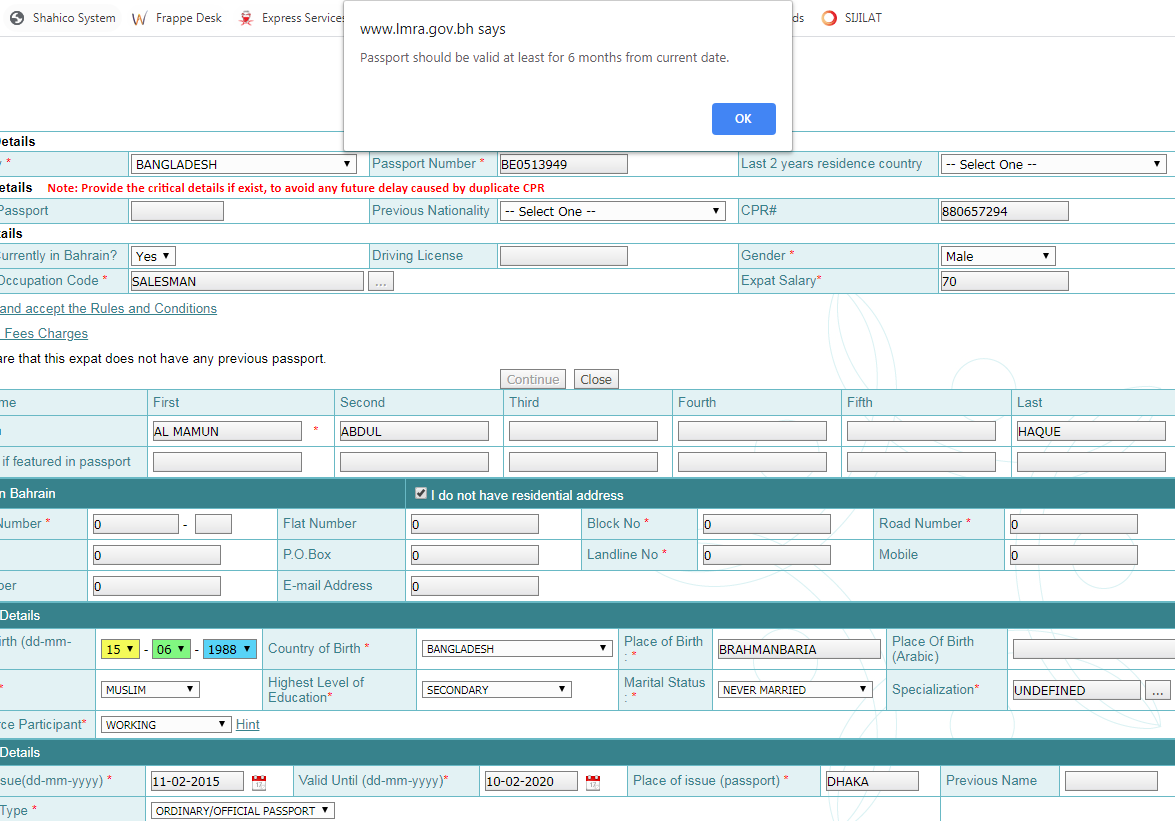 Shahico System Frappe Desk Express Services ds SIJILAT
www.lmra.gov.bh says
Passport should be valid at least for 6 months from current date.
OK
etails
y * BANGLADESH Passport Number * BE0513949 Last 2 years residence country -- Select One --
etails Note: Provide the critical details if exist, to avoid any future delay caused by duplicate CPR
Passport Previous Nationality -- Select One -- CPR# 880657294
tails
Currently in Bahrain? Yes Driving License Gender * Male
Occupation Code * SALESMAN ... Expat Salary* 70
and accept the Rules and Conditions
Fees Charges
are that this expat does not have any previous passport.
Continue Close
me First Second Third Fourth Fifth Last
AL MAMUN * ABDUL HAQUE
if featured in passport
n Bahrain I do not have residential address
Number * 0 - Flat Number 0 Block No * 0 Road Number * 0
0 P.O.Box 0 Landline No * 0 Mobile 0
ber 0 E-mail Address 0
Details
irth (dd-mm- 15 - 06 - 1988 Country of Birth * BANGLADESH Place of Birth : * BRAHMANBARIA Place Of Birth (Arabic)
* MUSLIM Highest Level of Education* SECONDARY Marital Status : * NEVER MARRIED Specialization* UNDEFINED ...
rce Participant* WORKING Hint
Details
sue(dd-mm-yyyy) * 11-02-2015 Valid Until (dd-mm-yyyy)* 10-02-2020 Place of issue (passport) * DHAKA Previous Name
Type * ORDINARY/OFFICIAL PASSPORT